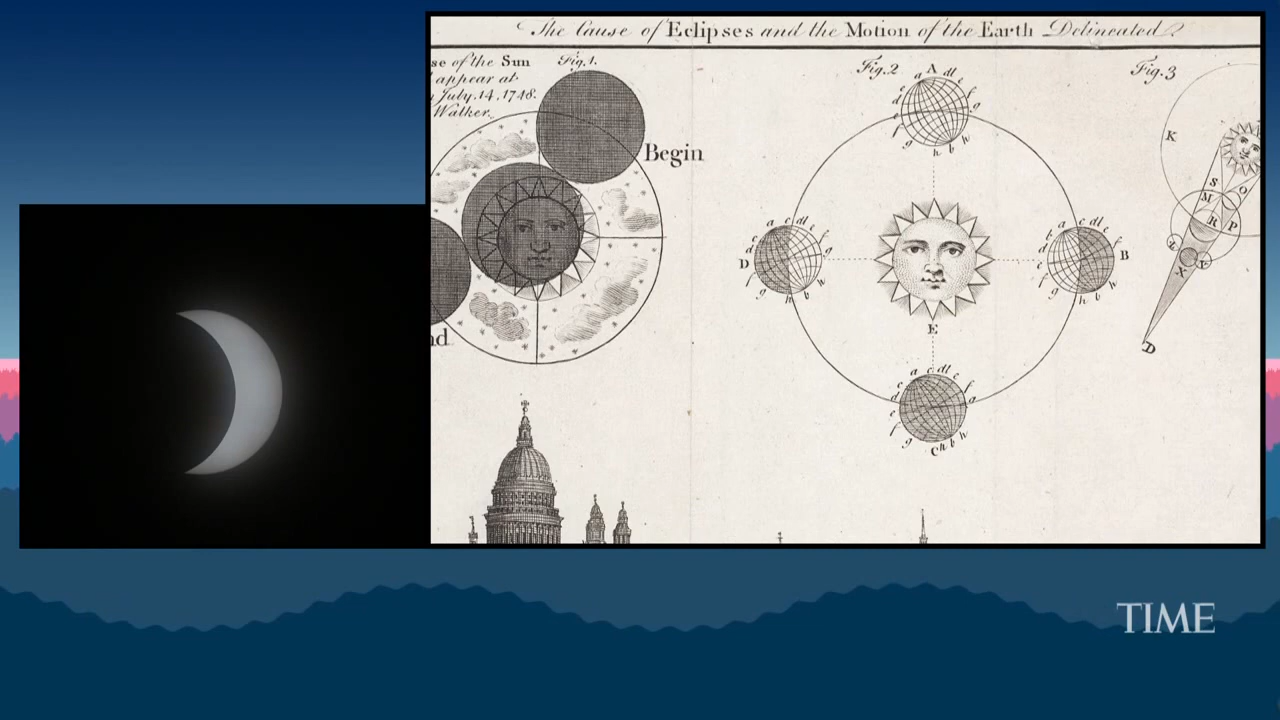 The Cause of Eclipses and the Motion of the Earth Delineated
se of the Sun
appear at
July.14,1748.
Walker.
Fig.1.
Begin
nd
Fig.2
A
a
c
dl
e
f
g
h
b
h
D
B
E
C
Fig.3
K
S
O
M
R
P
X
D
TIME